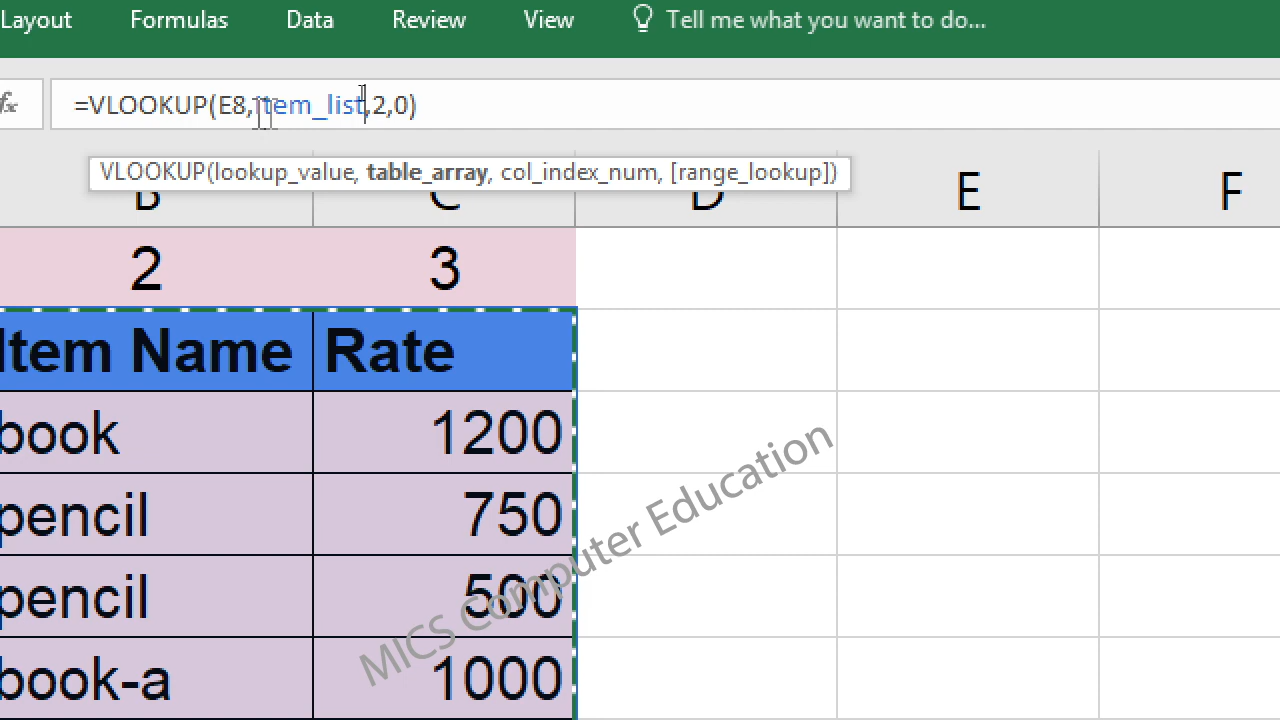 Layout Formulas Data Review View Tell me what you want to do...
fx =VLOOKUP(E8,Item_list,2,0)
VLOOKUP(lookup_value, table_array, col_index_num, [range_lookup])
B C D E F
2 3
Item Name Rate
book 1200
pencil 750
pencil 500
book-a 1000
MICS Computer Education